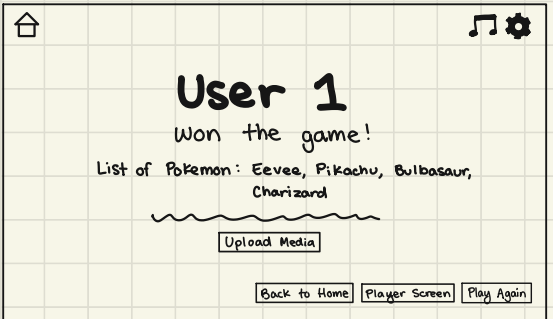 User 1
won the game!
List of Pokemon: Eevee, Pikachu, Bulbasaur,
Charizard
Upload Media
Back to Home Player Screen Play Again